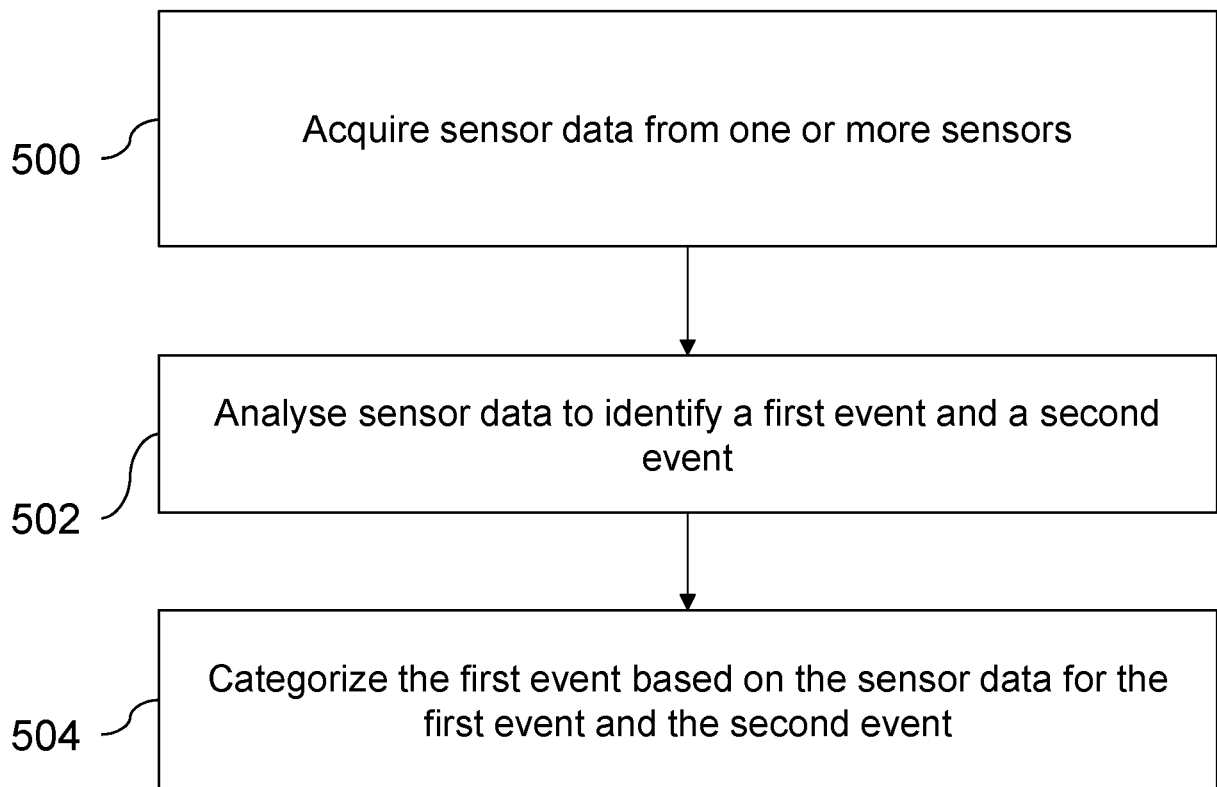 500
Acquire sensor data from one or more sensors
502
Analyse sensor data to identify a first event and a second
event
504
Categorize the first event based on the sensor data for the
first event and the second event